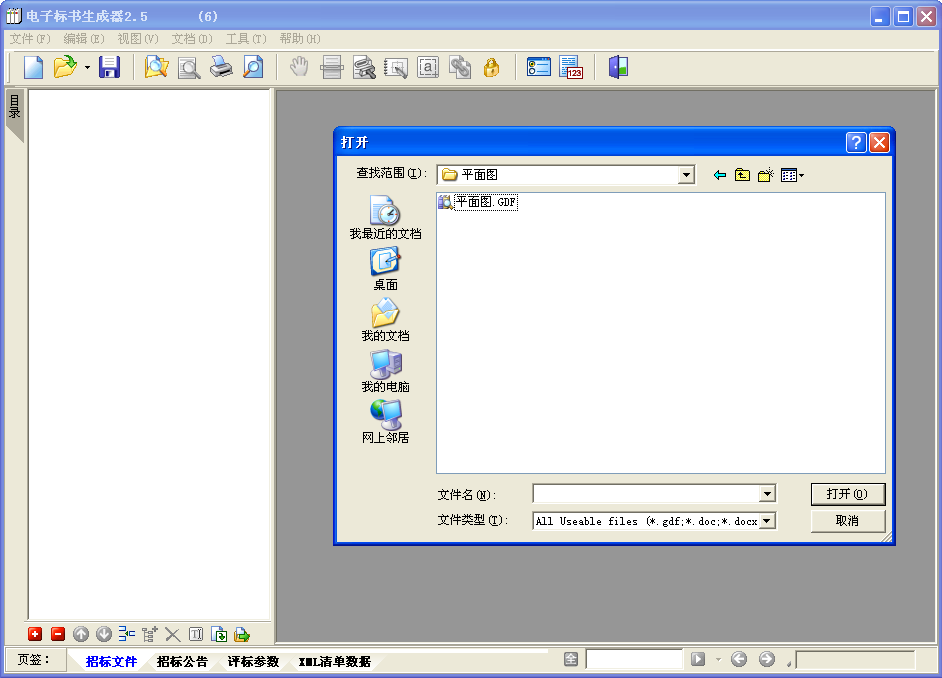 电子标书生成器2.5 (6)
文件(F) 编辑(E) 视图(V) 文档(D) 工具(T) 帮助(H)
目录
打开
查找范围(I): 平面图
平面图.GDF
我最近的文档
桌面
我的文档
我的电脑
网上邻居
文件名(N): 打开(O)
文件类型(T): All Useable files (*.gdf;*.doc;*.docx 取消
页签: 招标文件 招标公告 评标参数 XML清单数据 全